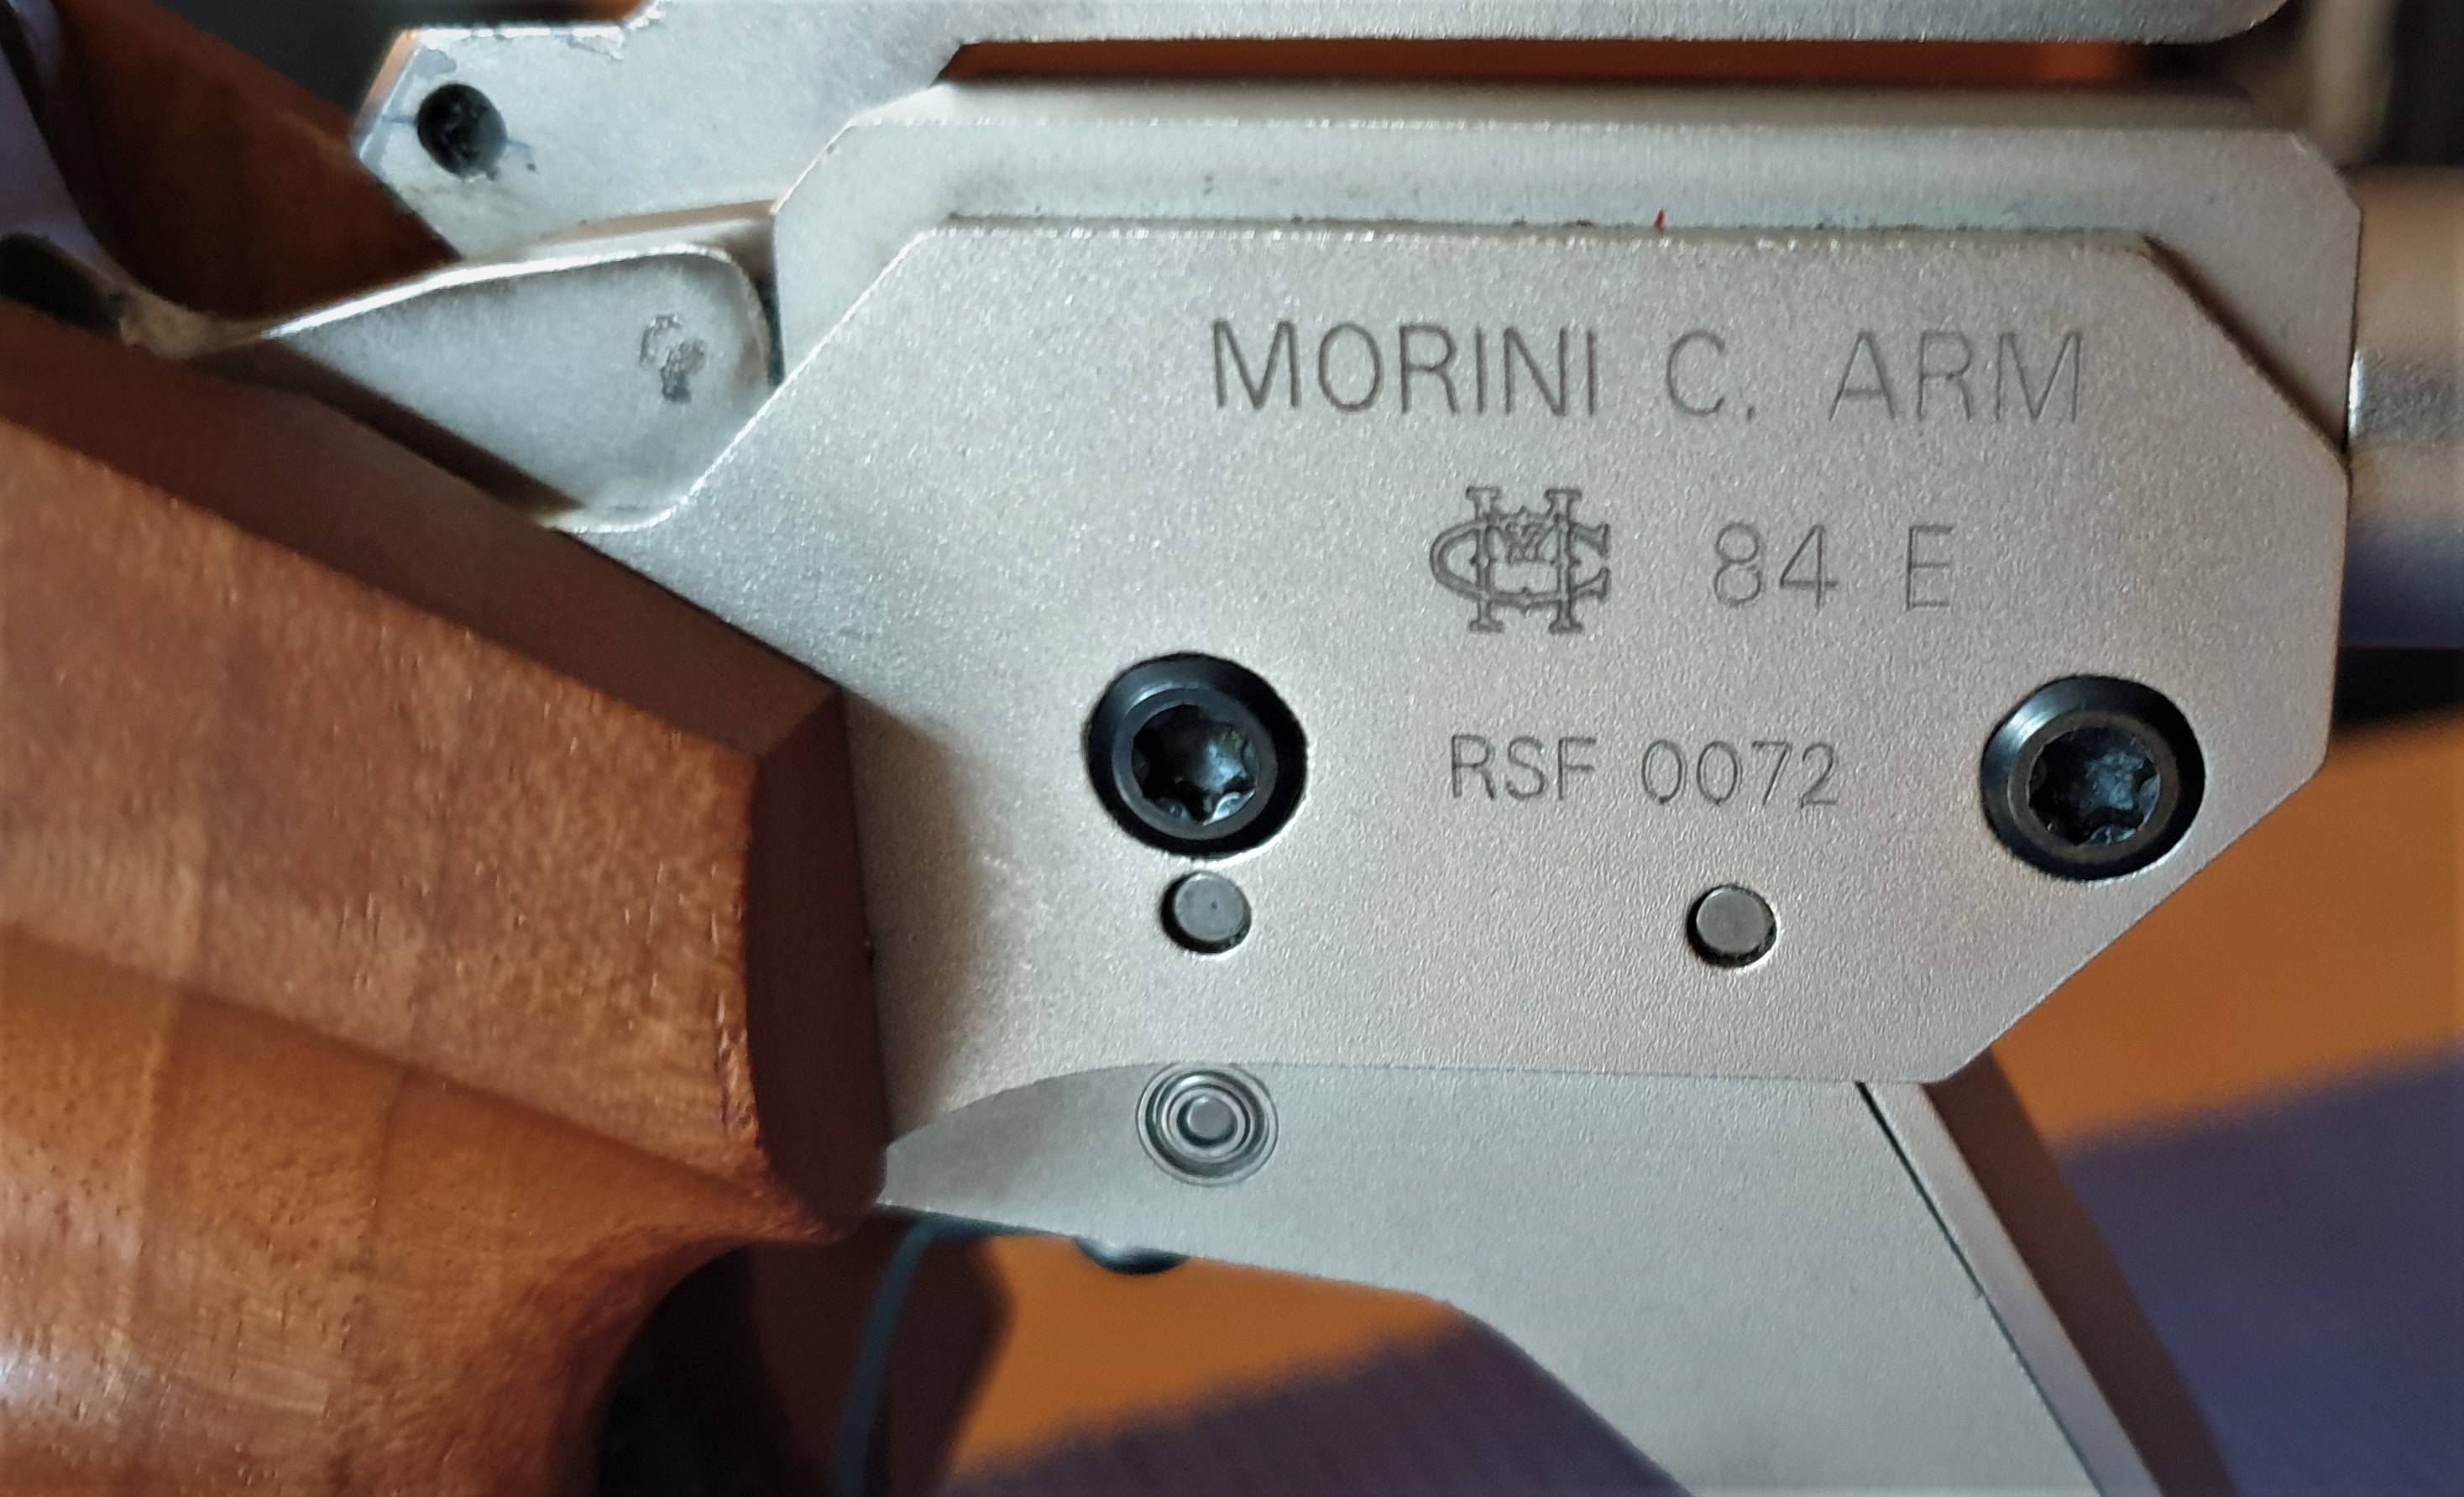 MORINI C. ARM
84 E
RSF 0072